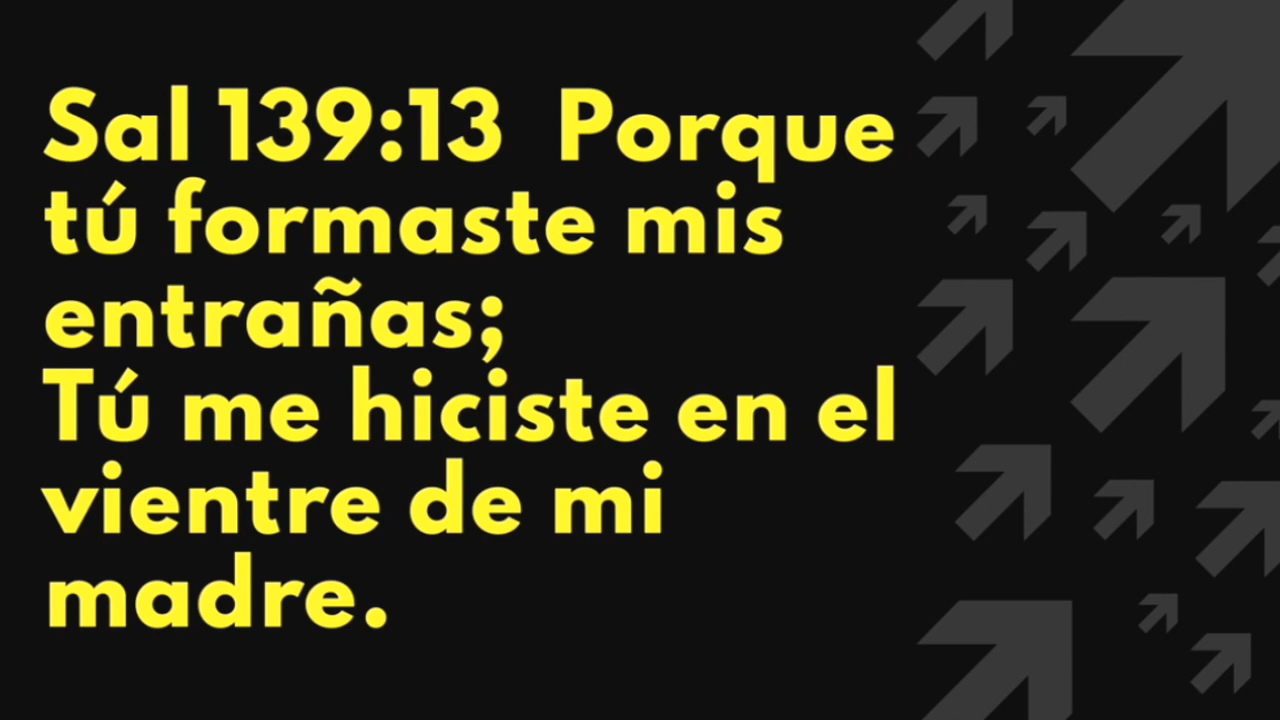 Sal 139:13  Porque
tú formaste mis
entrañas;
Tú me hiciste en el
vientre de mi
madre.